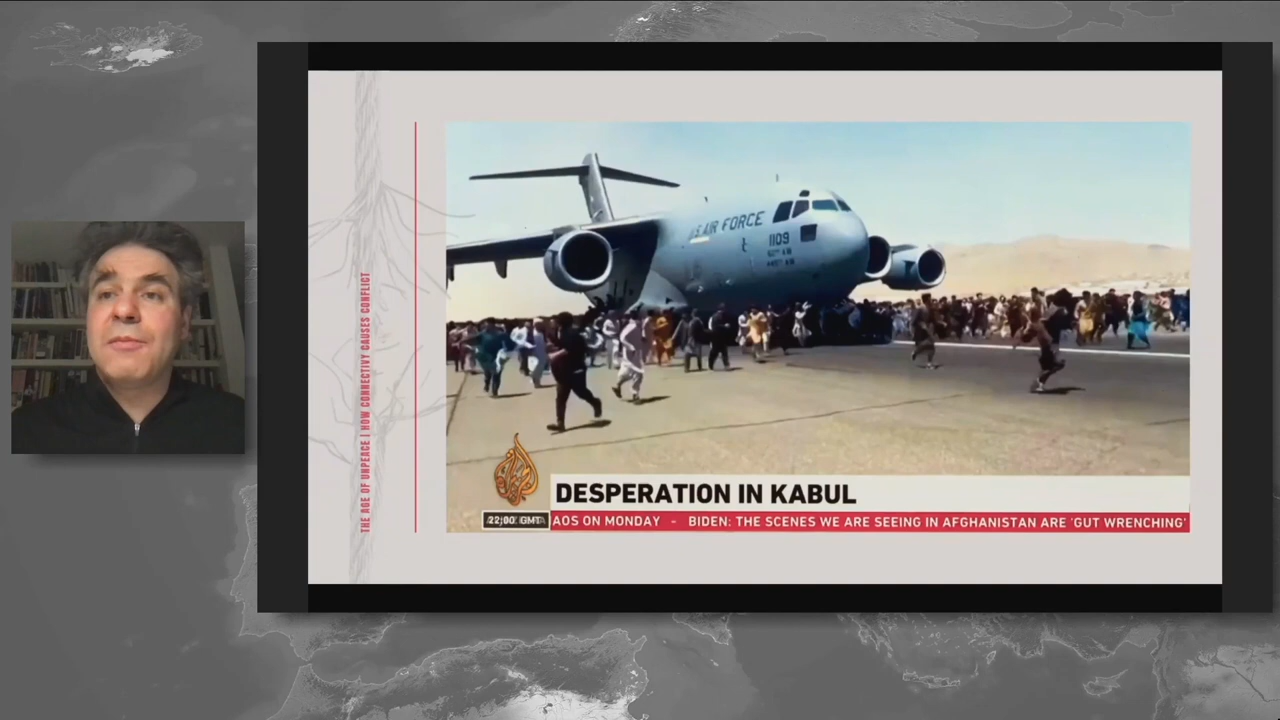 THE AGE OF UNPEACE | HOW CONNECTIVY CAUSES CONFLICT
U.S. AIR FORCE
1109
DESPERATION IN KABUL
22:00 GMT
AOS ON MONDAY - BIDEN: THE SCENES WE ARE SEEING IN AFGHANISTAN ARE 'GUT WRENCHING'